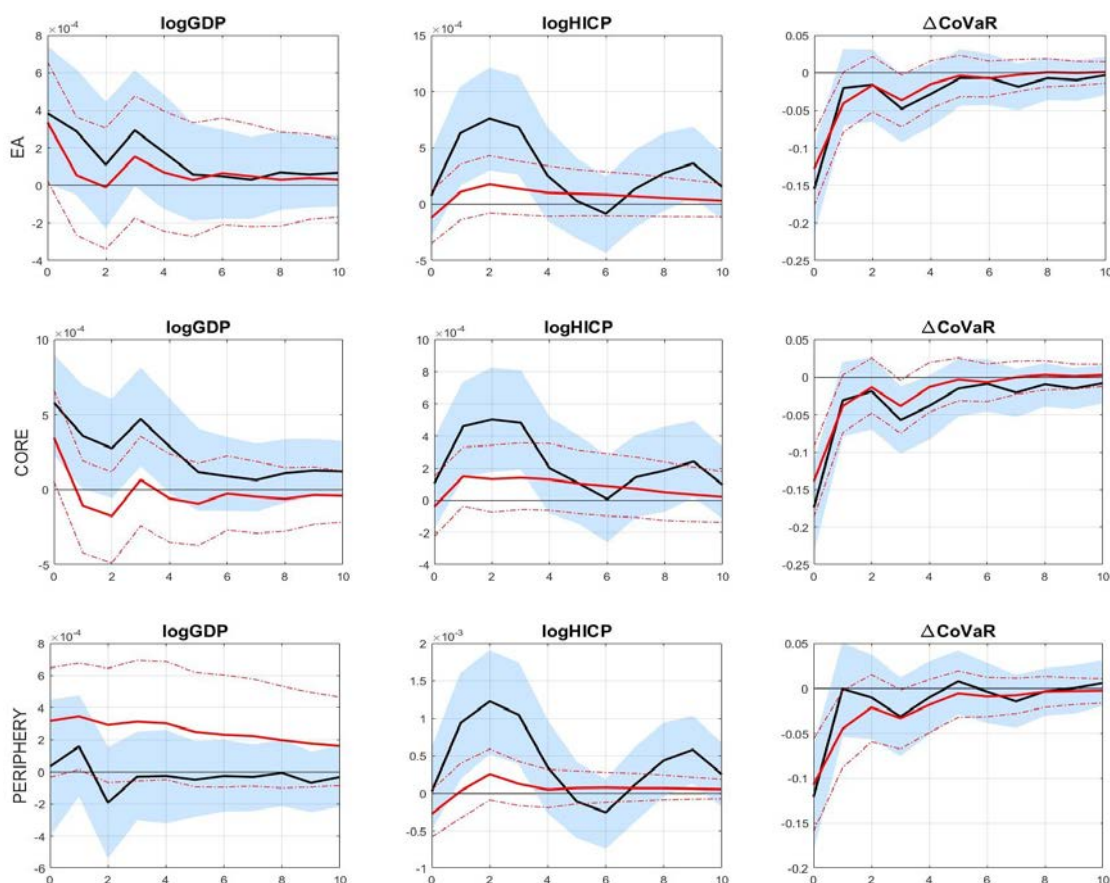 logGDP logHICP ΔCoVaR
×10⁻⁴ ×10⁻⁴
8 15 0.05
6 10 0
4 5 -0.05
2 0 -0.1
0 -5 -0.15
-2 -0.2
-4 -0.25
EA
0 2 4 6 8 10 0 2 4 6 8 10 0 2 4 6 8 10
logGDP logHICP ΔCoVaR
×10⁻⁴ ×10⁻⁴
10 10 0.05
5 8 0
0 6 -0.05
-5 4 -0.1
2 -0.15
0 -0.2
-2 -0.25
-4
CORE
0 2 4 6 8 10 0 2 4 6 8 10 0 2 4 6 8 10
logGDP logHICP ΔCoVaR
×10⁻⁴ ×10⁻³
8 2 0.05
6 1.5 0
4 1 -0.05
2 0.5 -0.1
0 0 -0.15
-2 -0.5 -0.2
-4 -1
-6
PERIPHERY
0 2 4 6 8 10 0 2 4 6 8 10 0 2 4 6 8 10